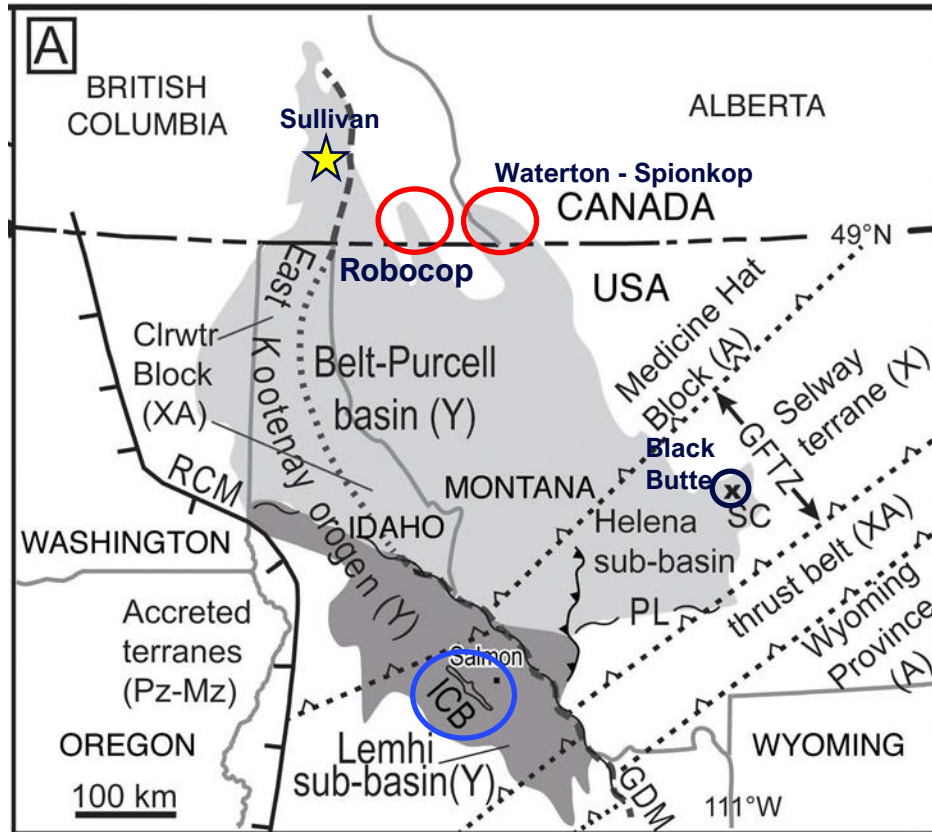 A
BRITISH
COLUMBIA
ALBERTA
Sullivan
Waterton - Spionkop
CANADA
49°N
Robocop
USA
East Kootenay orogen (Y)
Clrwtr
Block
(XA)
Belt-Purcell
basin (Y)
Medicine Hat
Block (A)
Selway
terrane (X)
GFTZ
Black
Butte
x
SC
MONTANA
RCM
IDAHO
Helena
sub-basin
WASHINGTON
thrust belt (XA)
PL
Wyoming
Province
(A)
Accreted
terranes
(Pz-Mz)
Salmon
ICB
OREGON
Lemhi
sub-basin(Y)
WYOMING
GDM
100 km
111°W